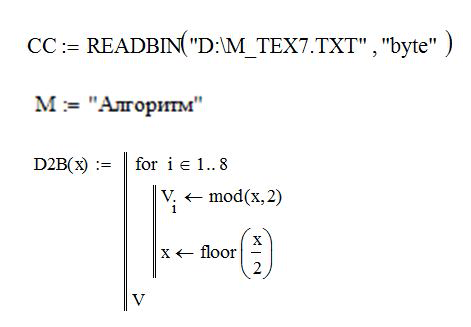 CC := READBIN("D:\M_TEX7.TXT" , "byte" )
M := "Алгоритм"
D2B(x) := for i ∈ 1.. 8
V_i ← mod(x, 2)
x ← floor(x/2)
V